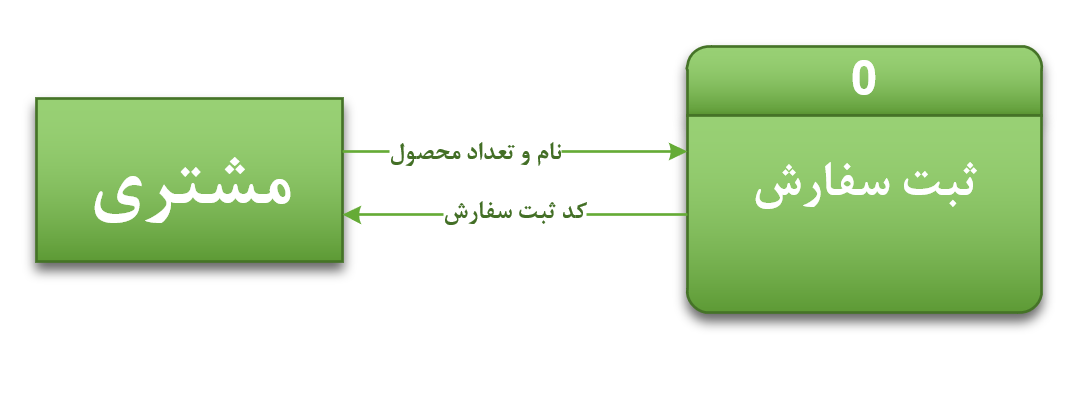 0
ثبت سفارش
نام و تعداد محصول
کد ثبت سفارش
مشتری